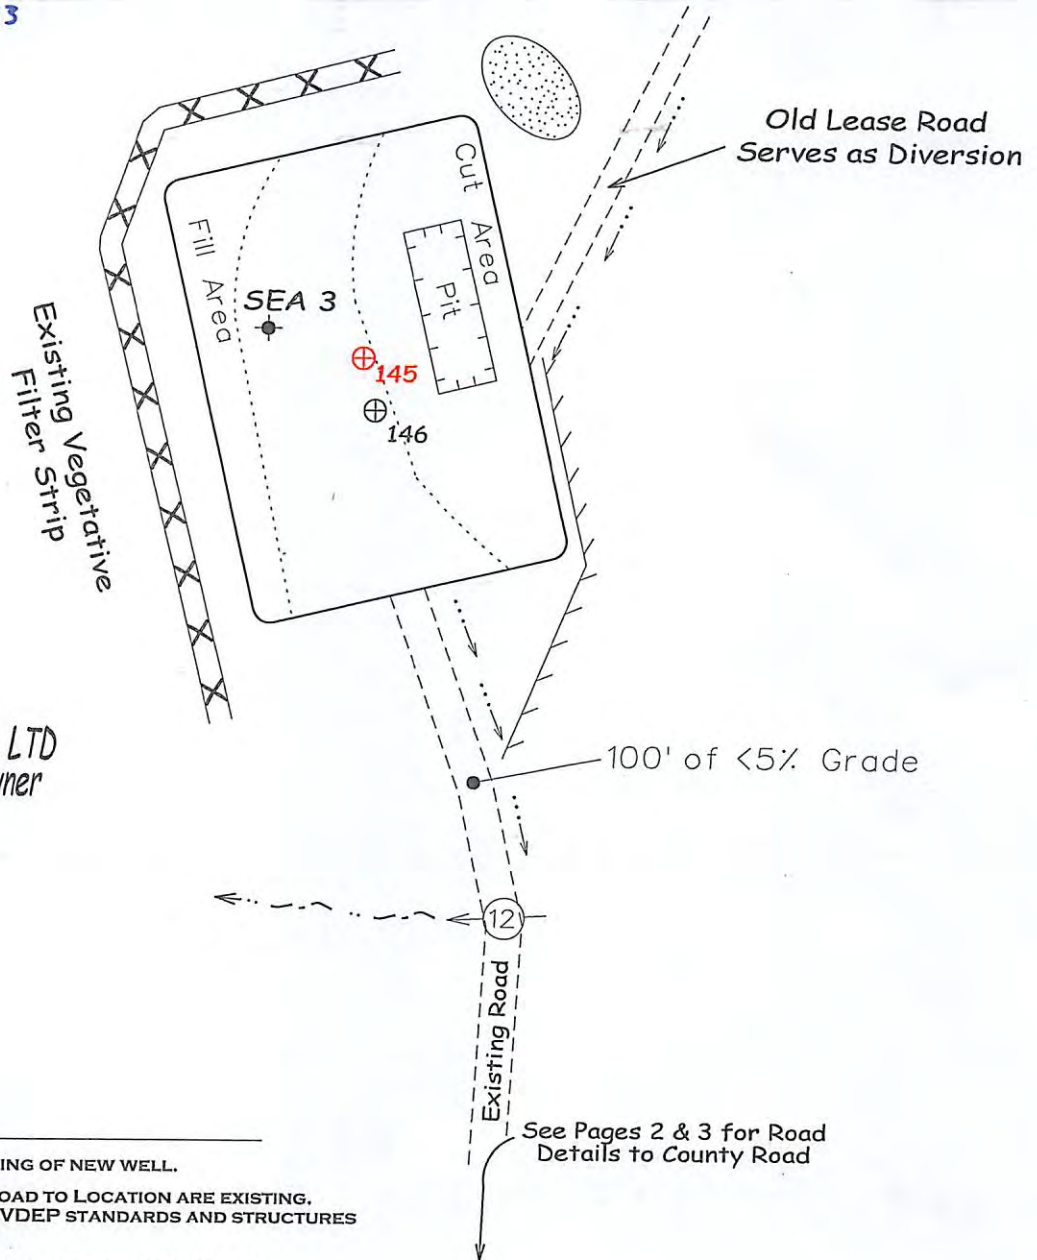 3
Old Lease Road
Serves as Diversion
Cut Area
Fill Area
Pit
SEA 3
145
146
Existing Vegetative
Filter Strip
LTD
100' of <5% Grade
12
Existing Road
See Pages 2 & 3 for Road
Details to County Road
ING OF NEW WELL.
OAD TO LOCATION ARE EXISTING.
VDEP STANDARDS AND STRUCTURES